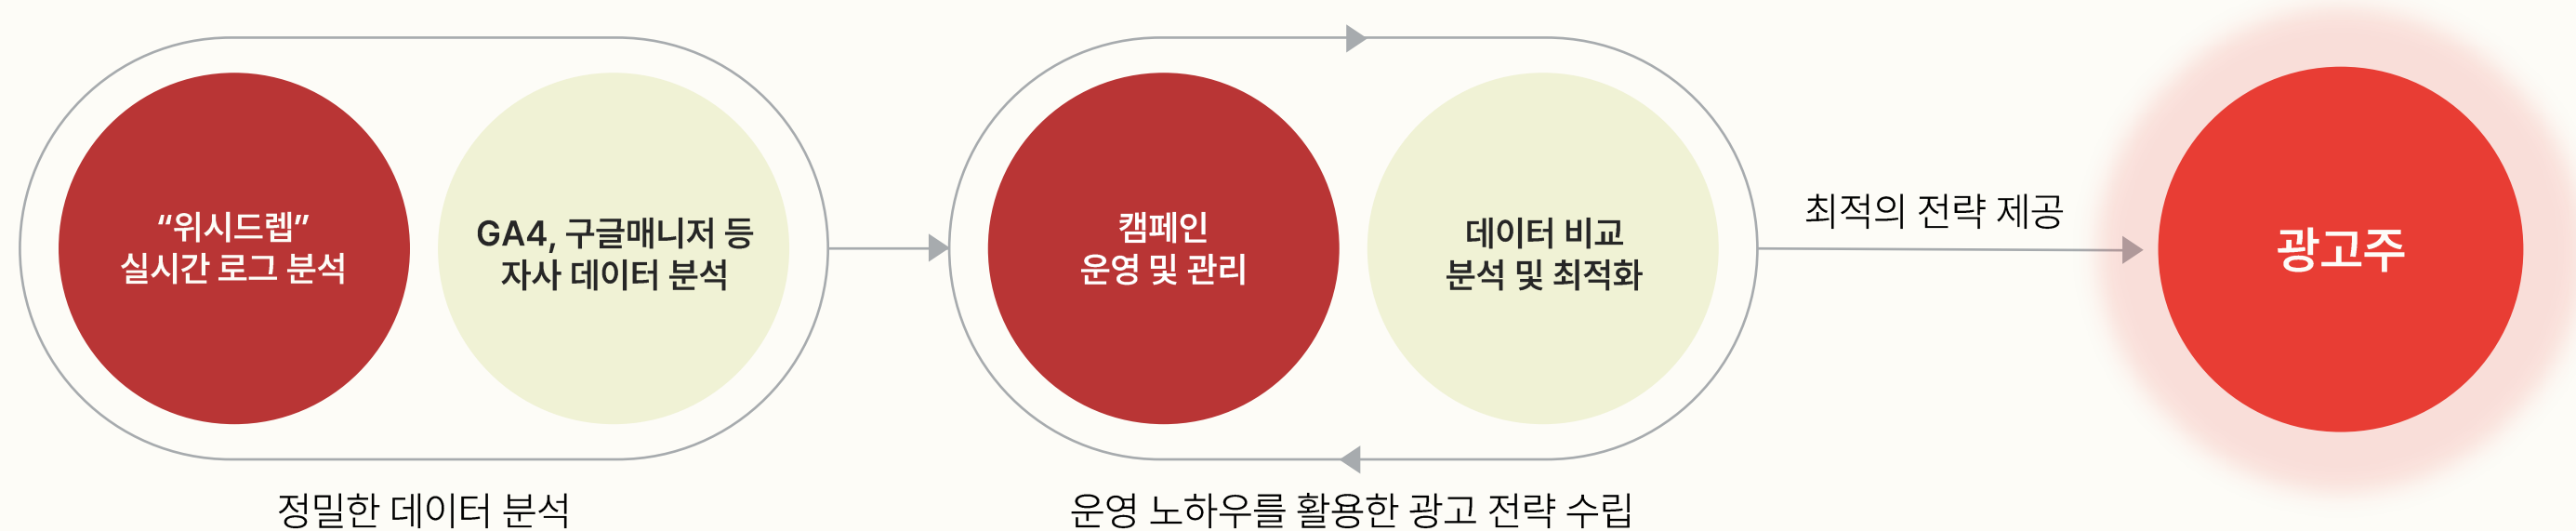 “위시드렙”
실시간 로그 분석
GA4, 구글매니저 등
자사 데이터 분석
정밀한 데이터 분석
캠페인
운영 및 관리
데이터 비교
분석 및 최적화
운영 노하우를 활용한 광고 전략 수립
최적의 전략 제공
광고주